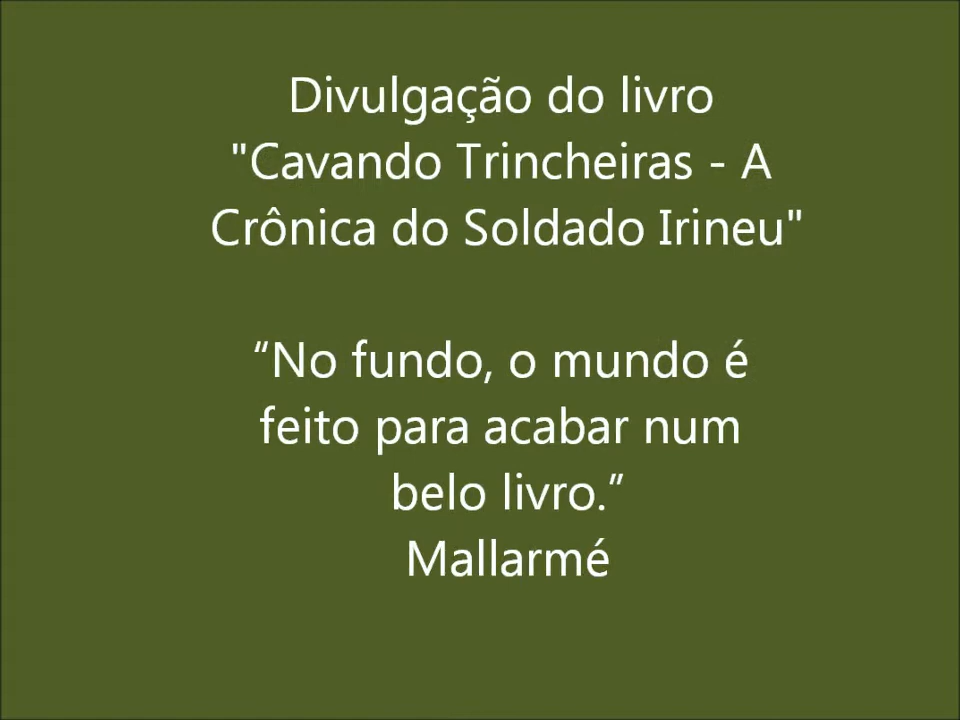 Divulgação do livro
"Cavando Trincheiras - A
Crônica do Soldado Irineu"
“No fundo, o mundo é
feito para acabar num
belo livro.”
Mallarmé